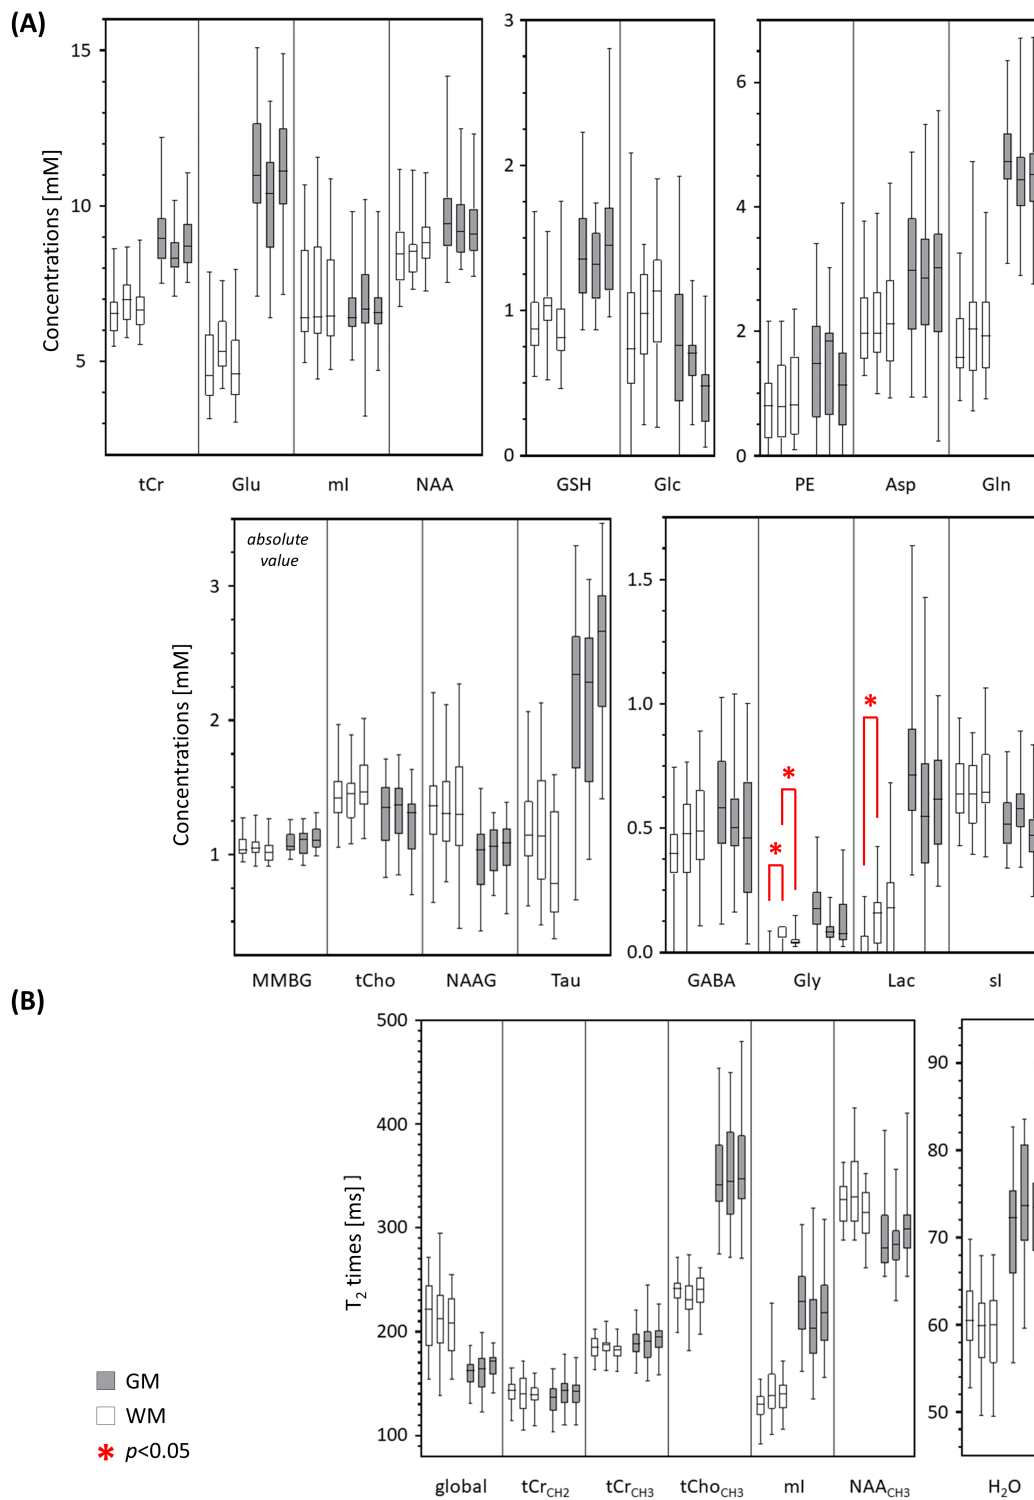 (A)
Concentrations [mM]
15
10
5
tCr Glu mI NAA
3
2
1
0
GSH Glc
6
4
2
0
PE Asp Gln
Concentrations [mM]
absolute
value
3
2
1
MMBG tCho NAAG Tau
1.5
1.0
0.5
0.0
* * *
GABA Gly Lac sI
(B)
T2 times [ms] ]
500
400
300
200
100
global tCrCH2 tCrCH3 tChoCH3 mI NAACH3
90
80
70
60
50
H2O
GM
WM
* p<0.05